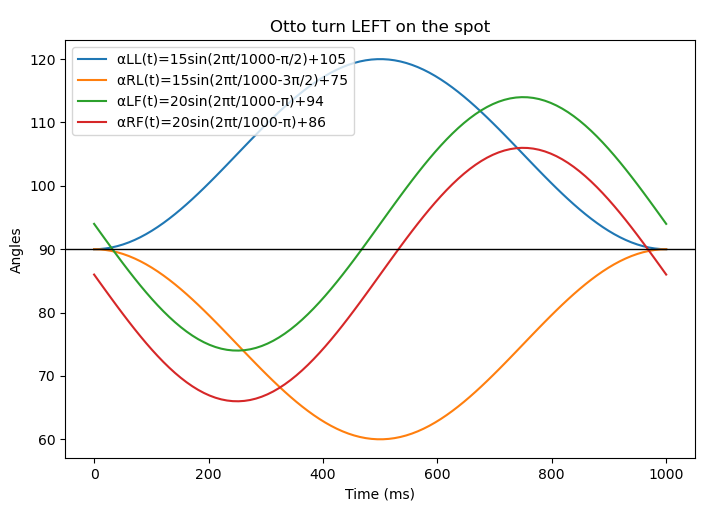 Otto turn LEFT on the spot
αLL(t)=15sin(2πt/1000-π/2)+105
αRL(t)=15sin(2πt/1000-3π/2)+75
αLF(t)=20sin(2πt/1000-π)+94
αRF(t)=20sin(2πt/1000-π)+86
120
110
100
90
80
70
60
Angles
0 200 400 600 800 1000
Time (ms)